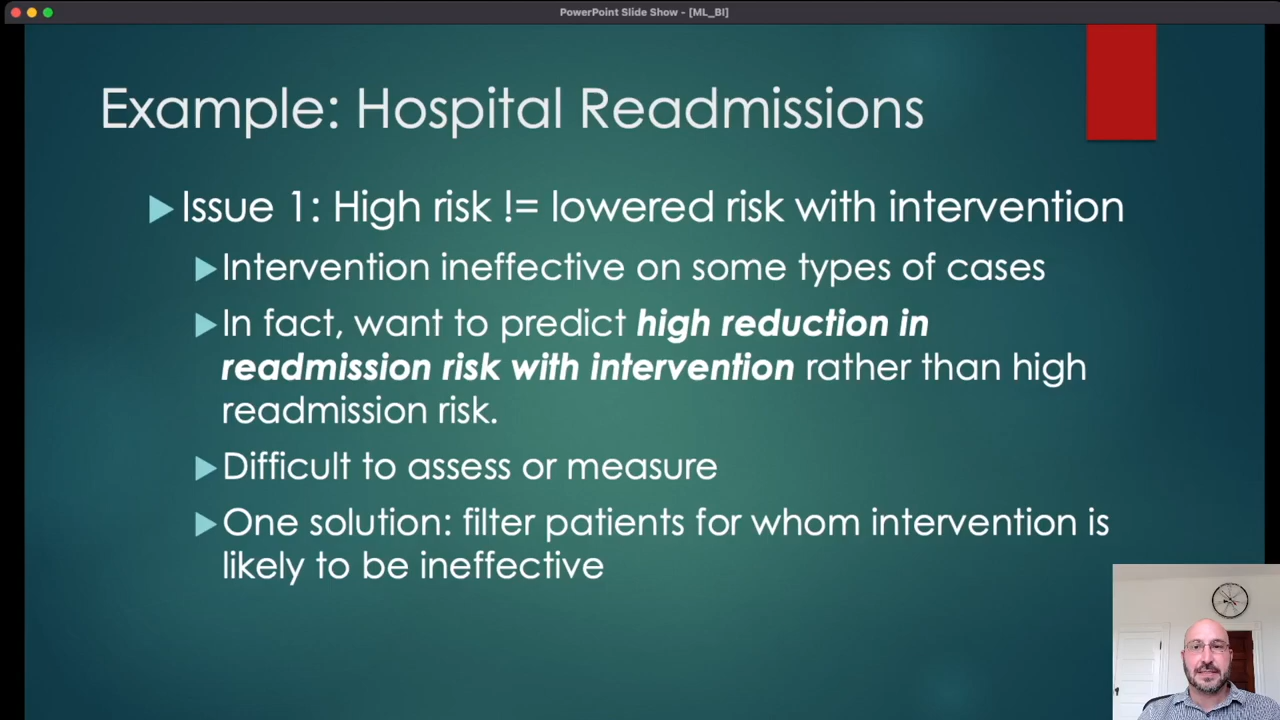 PowerPoint Slide Show - [ML_BI]
Example: Hospital Readmissions
Issue 1: High risk != lowered risk with intervention
Intervention ineffective on some types of cases
In fact, want to predict high reduction in
readmission risk with intervention rather than high
readmission risk.
Difficult to assess or measure
One solution: filter patients for whom intervention is
likely to be ineffective